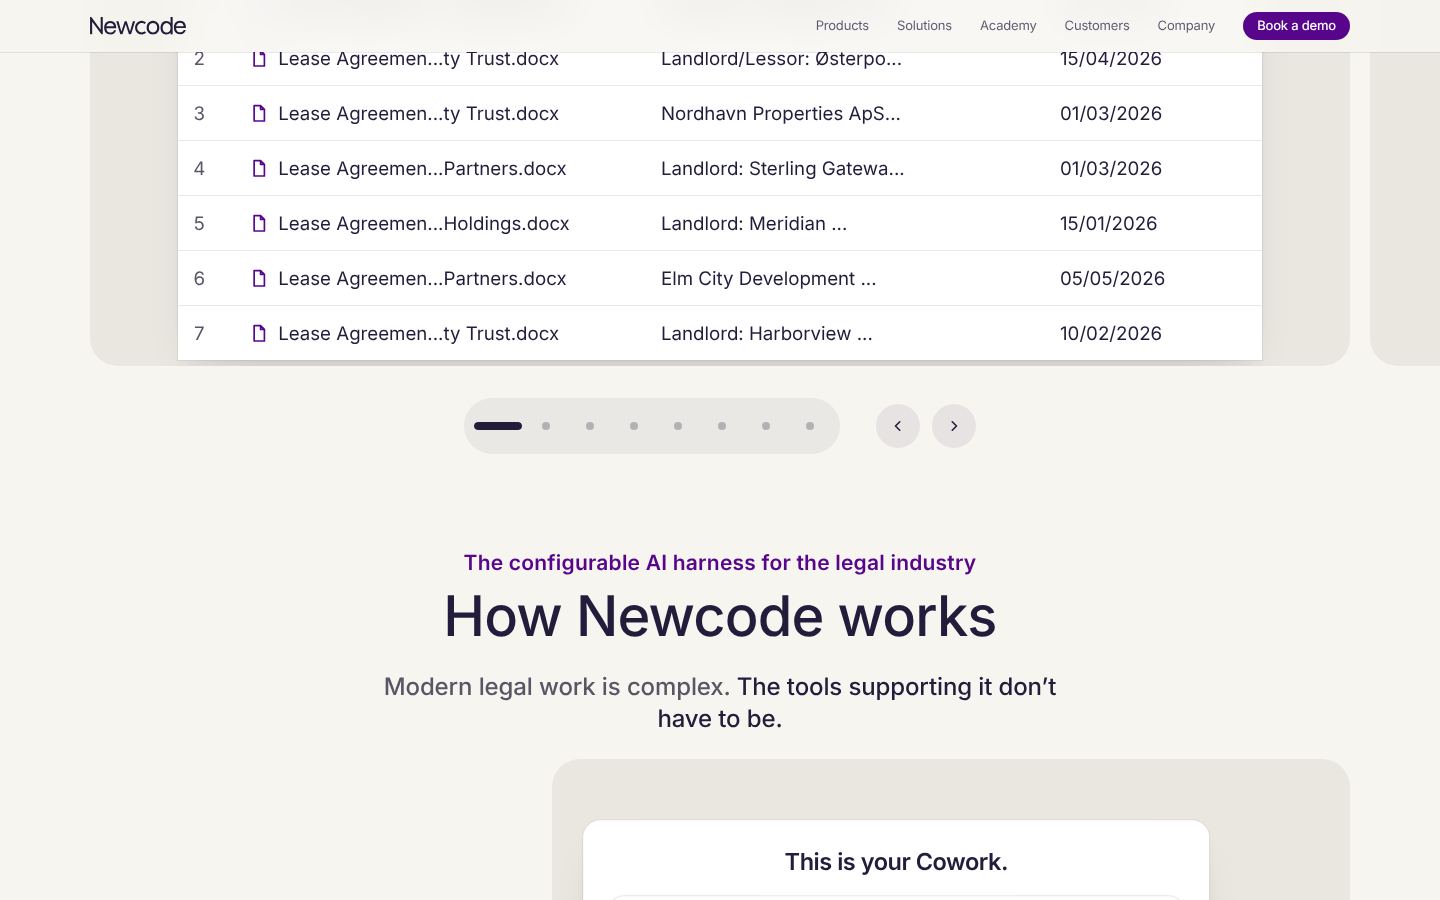 Newcode
Products Solutions Academy Customers Company Book a demo
2 Lease Agreemen...ty Trust.docx Landlord/Lessor: Østerpo... 15/04/2026
3 Lease Agreemen...ty Trust.docx Nordhavn Properties ApS... 01/03/2026
4 Lease Agreemen...Partners.docx Landlord: Sterling Gatewa... 01/03/2026
5 Lease Agreemen...Holdings.docx Landlord: Meridian ... 15/01/2026
6 Lease Agreemen...Partners.docx Elm City Development ... 05/05/2026
7 Lease Agreemen...ty Trust.docx Landlord: Harborview ... 10/02/2026
The configurable AI harness for the legal industry
How Newcode works
Modern legal work is complex. The tools supporting it don’t
have to be.
This is your Cowork.